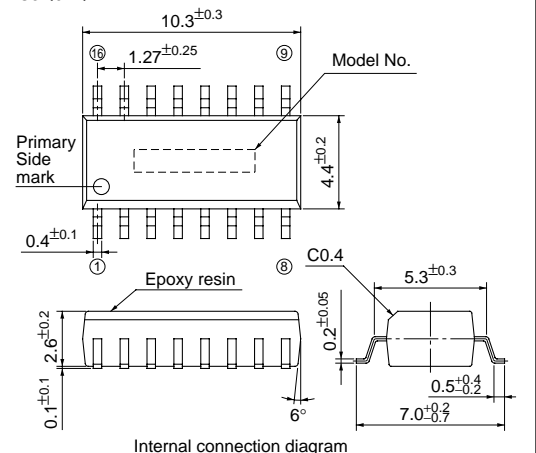 10.3±0.3
⑯ 1.27±0.25 ⑨
Model No.
Primary
Side
mark
4.4±0.2
0.4±0.1
① ⑧
Epoxy resin
C0.4
5.3±0.3
2.6±0.2
0.2±0.05
0.1±0.1
6°
0.5+0.4−0.2
7.0+0.2−0.7
Internal connection diagram